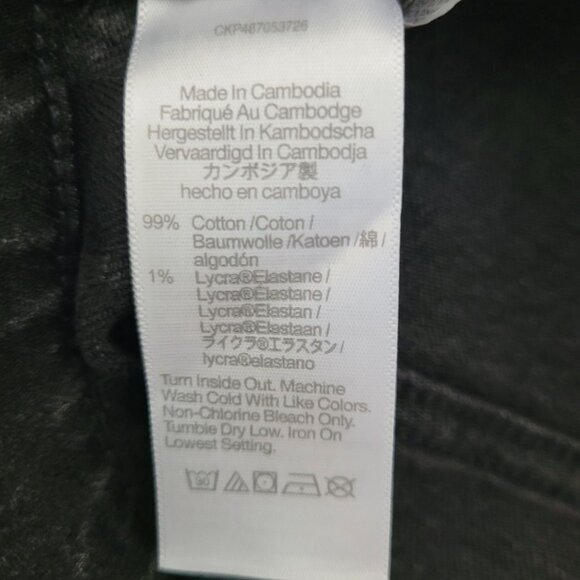 CKP467053726
Made In Cambodia
Fabriqué Au Cambodge
Hergestellt In Kambodscha
Vervaardigd In Cambodja
カンボジア製
hecho en camboya
99% Cotton /Coton /
Baumwolle /Katoen /綿/
algodón
1% Lycra®Elastane /
Lycra®Élastane /
Lycra®Elastan /
Lycra®Elastaan /
ライクラ®エラスタン /
lycra®elastano
Turn Inside Out. Machine
Wash Cold With Like Colors.
Non-Chlorine Bleach Only.
Tumble Dry Low. Iron On
Lowest Setting.